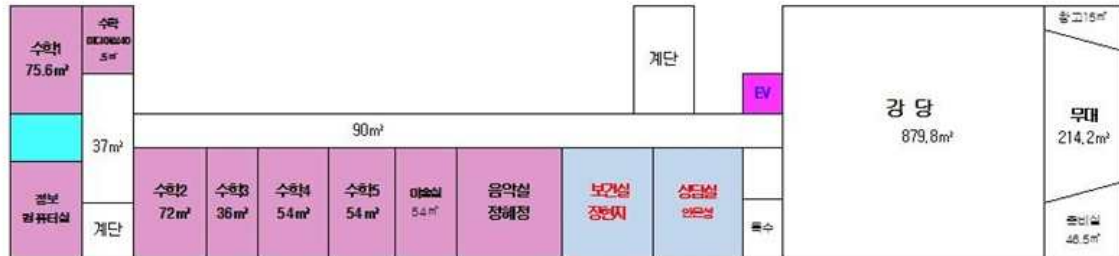 수학1
75.6m²
수학
.5㎡
37m²
정보
컴퓨터실
계단
90m²
계단
EV
수학2
72m²
수학3
36m²
수학4
54m²
수학5
54m²
미술실
54㎡
음악실
정혜정
보건실
장현지
상담실
특수
강 당
879.8m²
창고15㎡
무대
214.2m²
준비실
46.5㎡